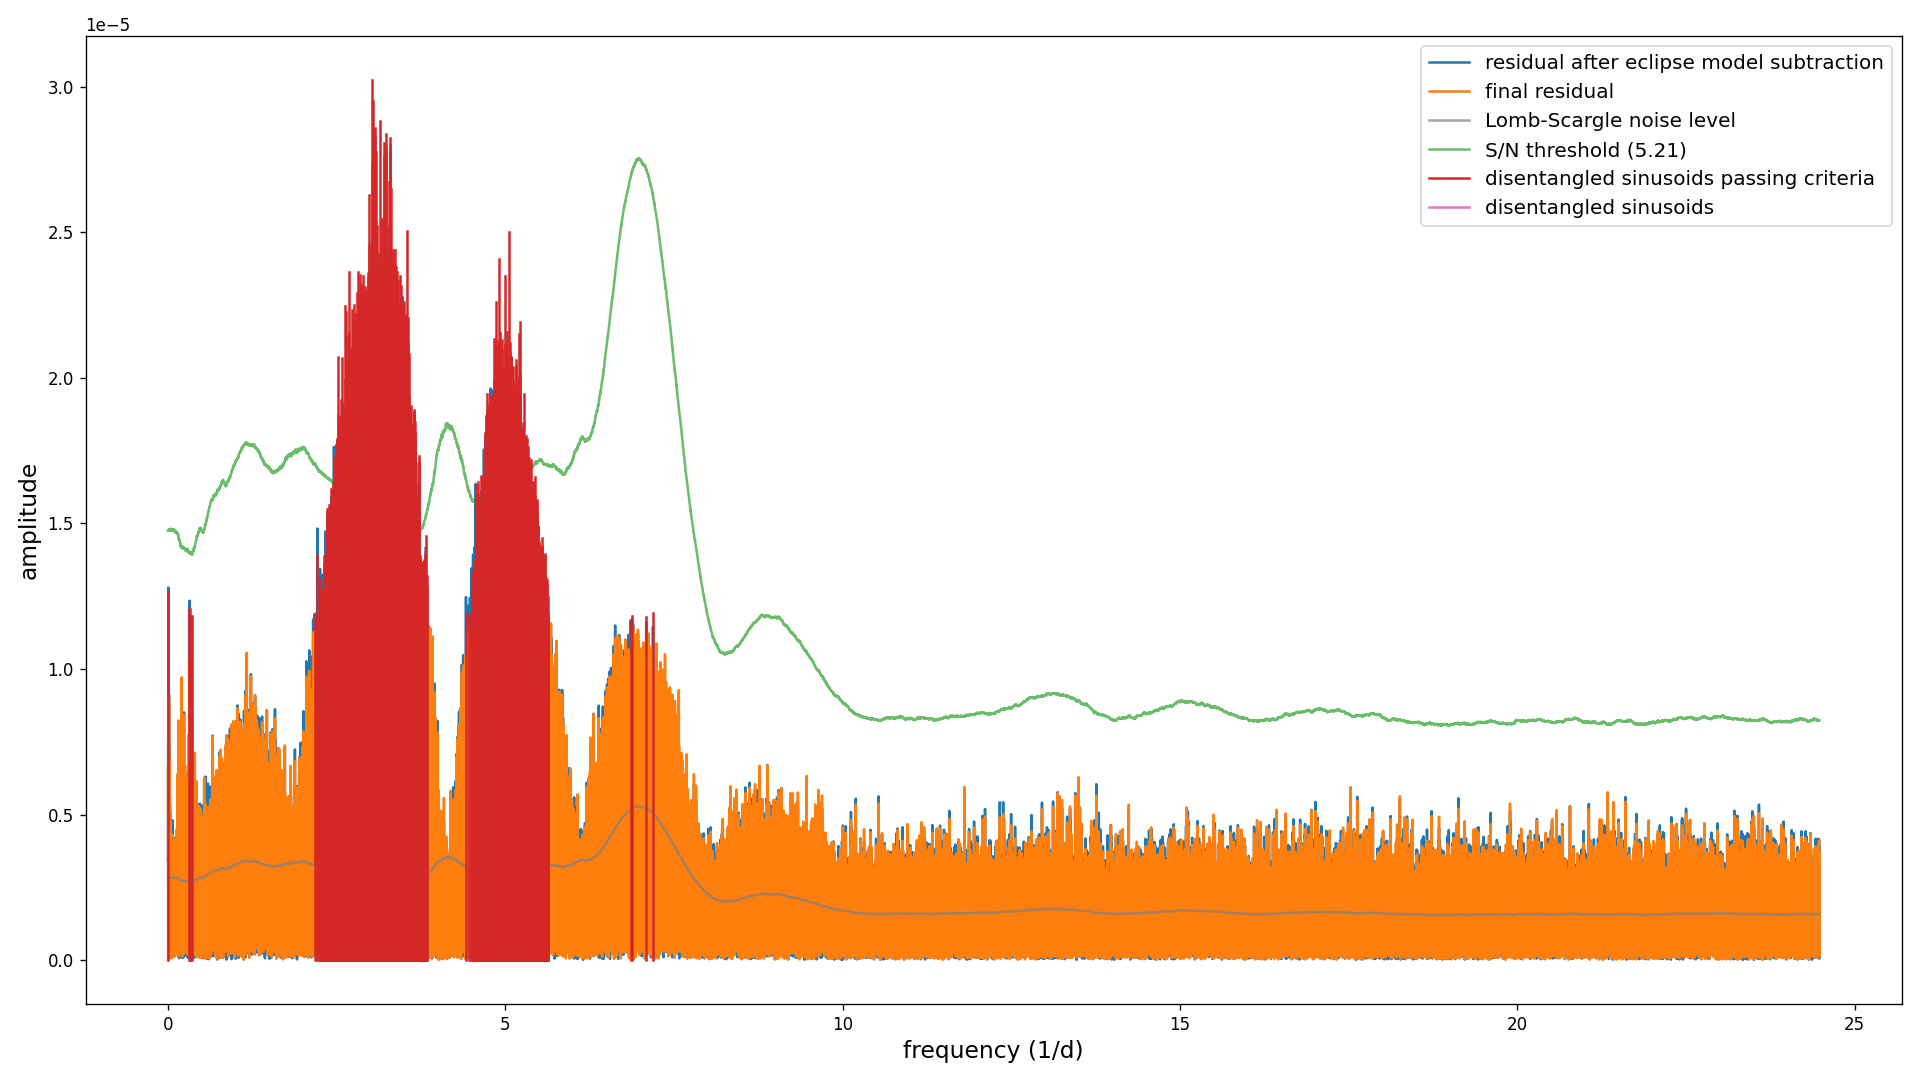 1e−5
3.0
2.5
2.0
1.5
1.0
0.5
0.0
amplitude
residual after eclipse model subtraction
final residual
Lomb-Scargle noise level
S/N threshold (5.21)
disentangled sinusoids passing criteria
disentangled sinusoids
0 5 10 15 20 25
frequency (1/d)